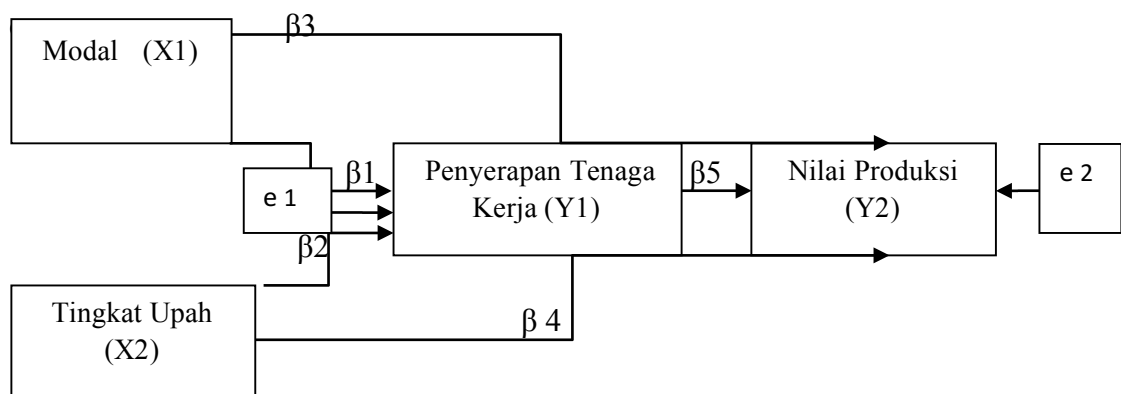 β3
Modal (X1)
β1
Penyerapan Tenaga
Kerja (Y1)
β5
Nilai Produksi
(Y2)
e 2
e 1
β2
Tingkat Upah
(X2)
β 4